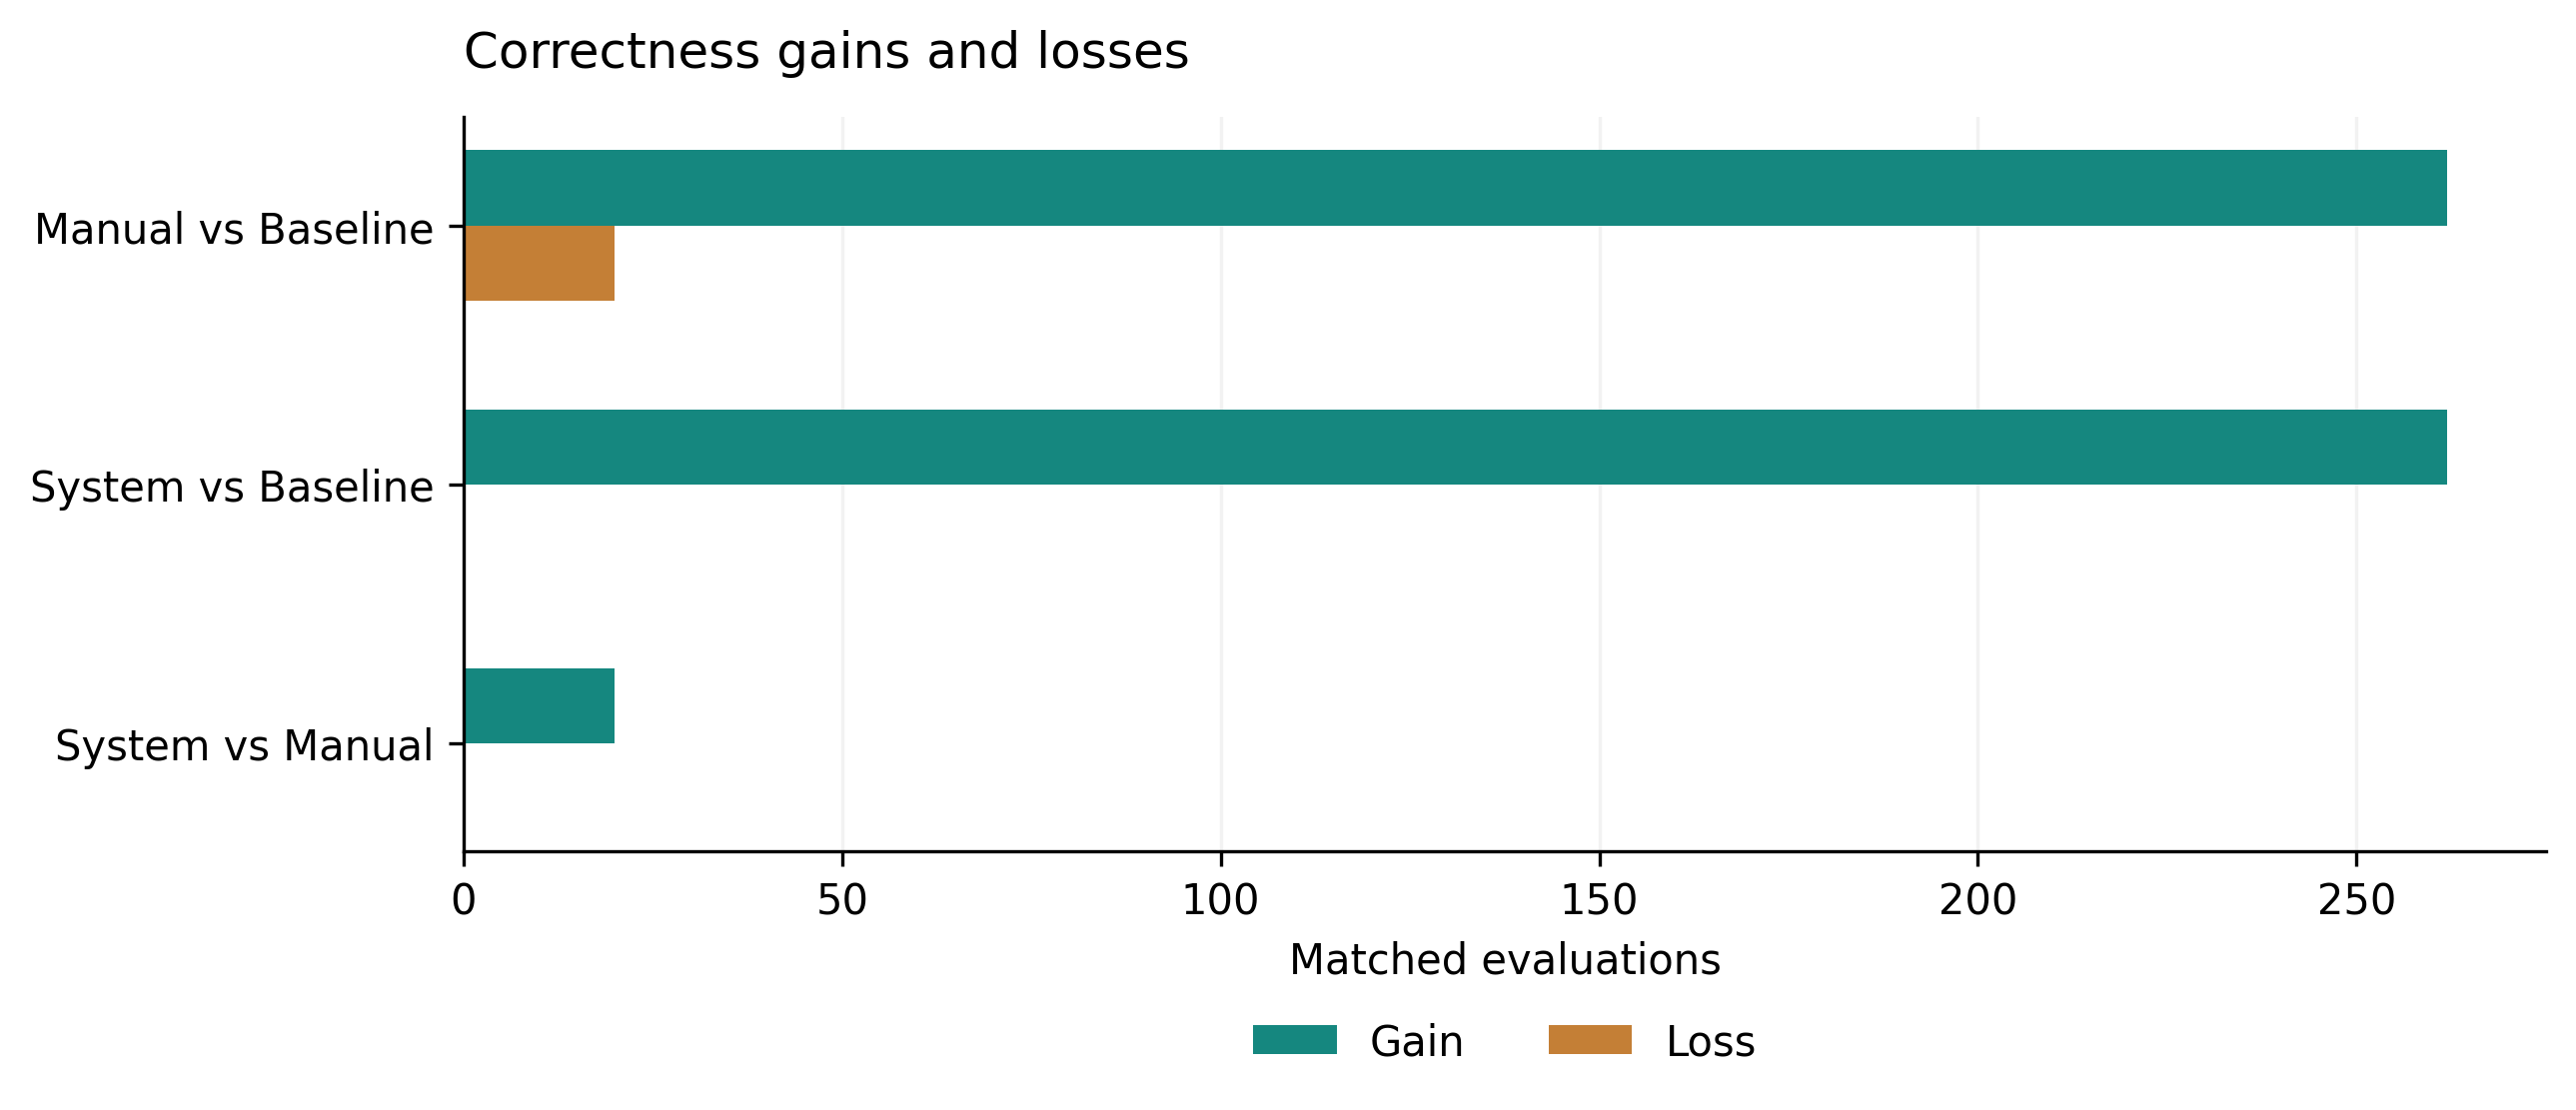 Correctness gains and losses
Manual vs Baseline
System vs Baseline
System vs Manual
0 50 100 150 200 250
Matched evaluations
Gain Loss